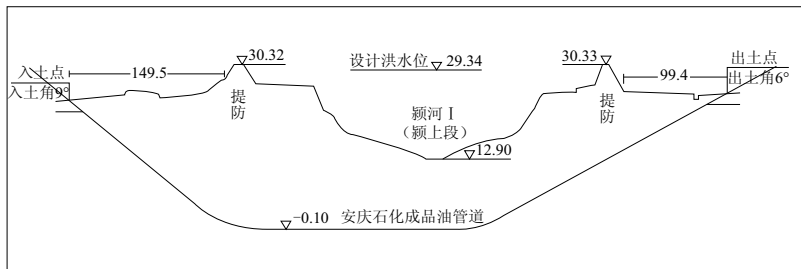 入土点
149.5
入土角9°
30.32
提
防
设计洪水位
29.34
颍河Ⅰ
（颍上段）
12.90
30.33
提
防
99.4
出土点
出土角6°
−0.10
安庆石化成品油管道